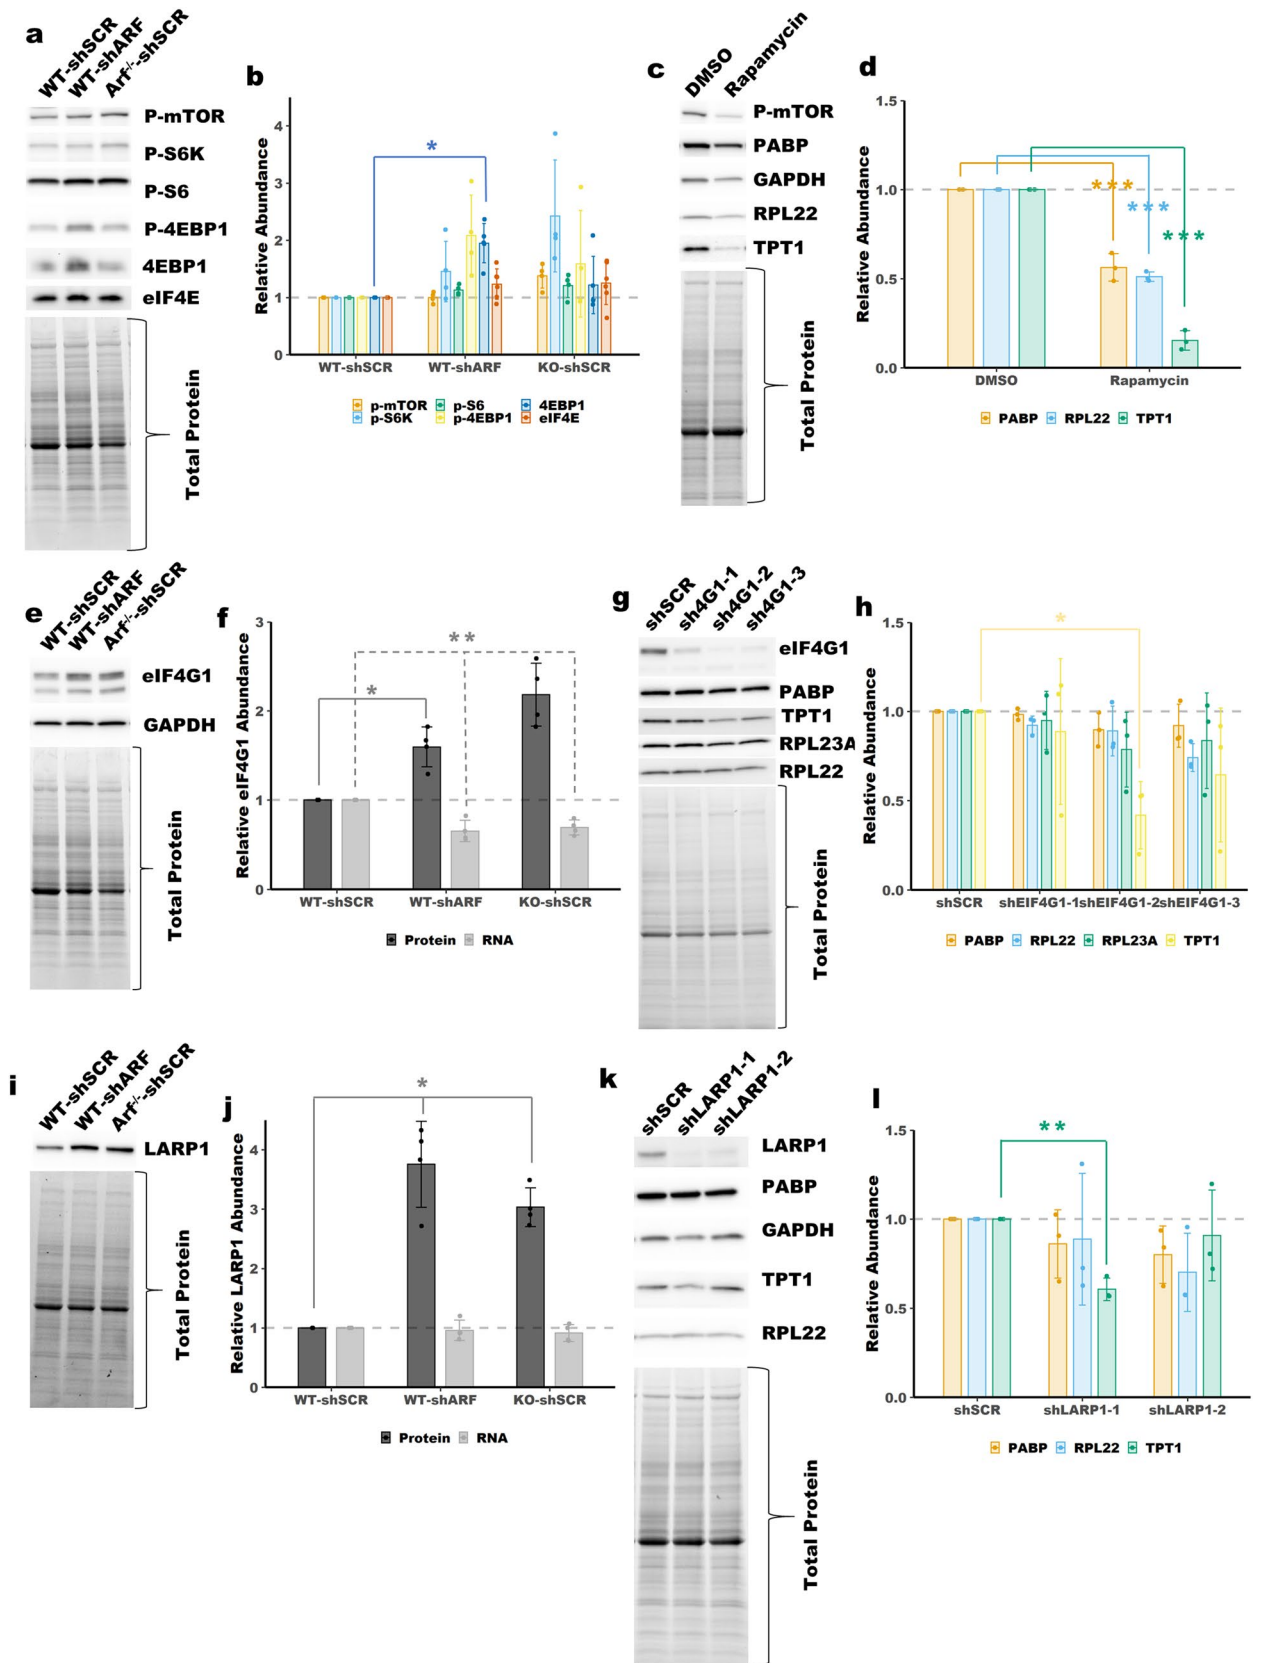 a
WT-shSCR
WT-shARF
Arf-/--shSCR
P-mTOR
P-S6K
P-S6
P-4EBP1
4EBP1
eIF4E
Total Protein
b
Relative Abundance
4
3
2
1
0
*
WT-shSCR
WT-shARF
KO-shSCR
p-mTOR p-S6 4EBP1
p-S6K p-4EBP1 eIF4E
c
DMSO
Rapamycin
P-mTOR
PABP
GAPDH
RPL22
TPT1
Total Protein
d
Relative Abundance
1.5
1.0
0.5
0.0
***
***
***
DMSO
Rapamycin
PABP RPL22 TPT1
e
WT-shSCR
WT-shARF
Arf-/--shSCR
eIF4G1
GAPDH
Total Protein
f
Relative eIF4G1 Abundance
3
2
1
0
**
*
WT-shSCR
WT-shARF
KO-shSCR
Protein RNA
g
shSCR
sh4G1-1
sh4G1-2
sh4G1-3
eIF4G1
PABP
TPT1
RPL23A
RPL22
Total Protein
h
Relative Abundance
1.5
1.0
0.5
0.0
*
shSCR
shEIF4G1-1
shEIF4G1-2
shEIF4G1-3
PABP RPL22 RPL23A TPT1
i
WT-shSCR
WT-shARF
Arf-/--shSCR
LARP1
Total Protein
j
Relative LARP1 Abundance
4
3
2
1
0
*
WT-shSCR
WT-shARF
KO-shSCR
Protein RNA
k
shSCR
shLARP1-1
shLARP1-2
LARP1
PABP
GAPDH
TPT1
RPL22
Total Protein
l
Relative Abundance
1.5
1.0
0.5
0.0
**
shSCR
shLARP1-1
shLARP1-2
PABP RPL22 TPT1